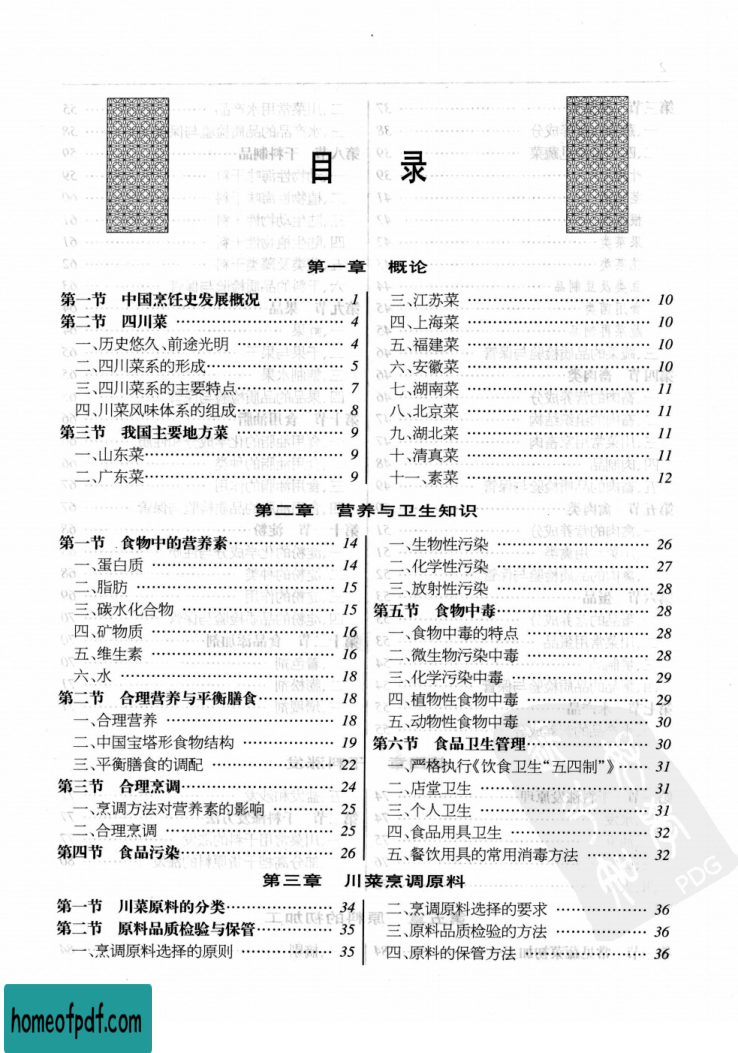 目 录
第一章 概论
第一节 中国烹饪史发展概况 ………… 1
第二节 四川菜 ………… 4
一、历史悠久、前途光明 ………… 4
二、四川菜系的形成 ………… 5
三、四川菜系的主要特点 ………… 7
四、川菜风味体系的组成 ………… 8
第三节 我国主要地方菜 ………… 9
一、山东菜 ………… 9
二、广东菜 ………… 9
三、江苏菜 ………… 10
四、上海菜 ………… 10
五、福建菜 ………… 10
六、安徽菜 ………… 10
七、湖南菜 ………… 11
八、北京菜 ………… 11
九、湖北菜 ………… 11
十、清真菜 ………… 11
十一、素菜 ………… 12
第二章 营养与卫生知识
第一节 食物中的营养素 ………… 14
一、蛋白质 ………… 14
二、脂肪 ………… 15
三、碳水化合物 ………… 15
四、矿物质 ………… 16
五、维生素 ………… 16
六、水 ………… 18
第二节 合理营养与平衡膳食 ………… 18
一、合理营养 ………… 18
二、中国宝塔形食物结构 ………… 19
三、平衡膳食的调配 ………… 22
第三节 合理烹调 ………… 24
一、烹调方法对营养素的影响 ………… 25
二、合理烹调 ………… 25
第四节 食品污染 ………… 26
一、生物性污染 ………… 26
二、化学性污染 ………… 27
三、放射性污染 ………… 28
第五节 食物中毒 ………… 28
一、食物中毒的特点 ………… 28
二、微生物污染中毒 ………… 28
三、化学污染中毒 ………… 29
四、植物性食物中毒 ………… 29
五、动物性食物中毒 ………… 30
第六节 食品卫生管理 ………… 30
一、严格执行《饮食卫生“五四制”》 ………… 31
二、店堂卫生 ………… 31
三、个人卫生 ………… 31
四、食品用具卫生 ………… 32
五、餐饮用具的常用消毒方法 ………… 32
第三章 川菜烹调原料
第一节 川菜原料的分类 ………… 34
第二节 原料品质检验与保管 ………… 35
一、烹调原料选择的原则 ………… 35
二、烹调原料选择的要求 ………… 36
三、原料品质检验的方法 ………… 36
四、原料的保管方法 ………… 36
PDG
homeofpdf.com